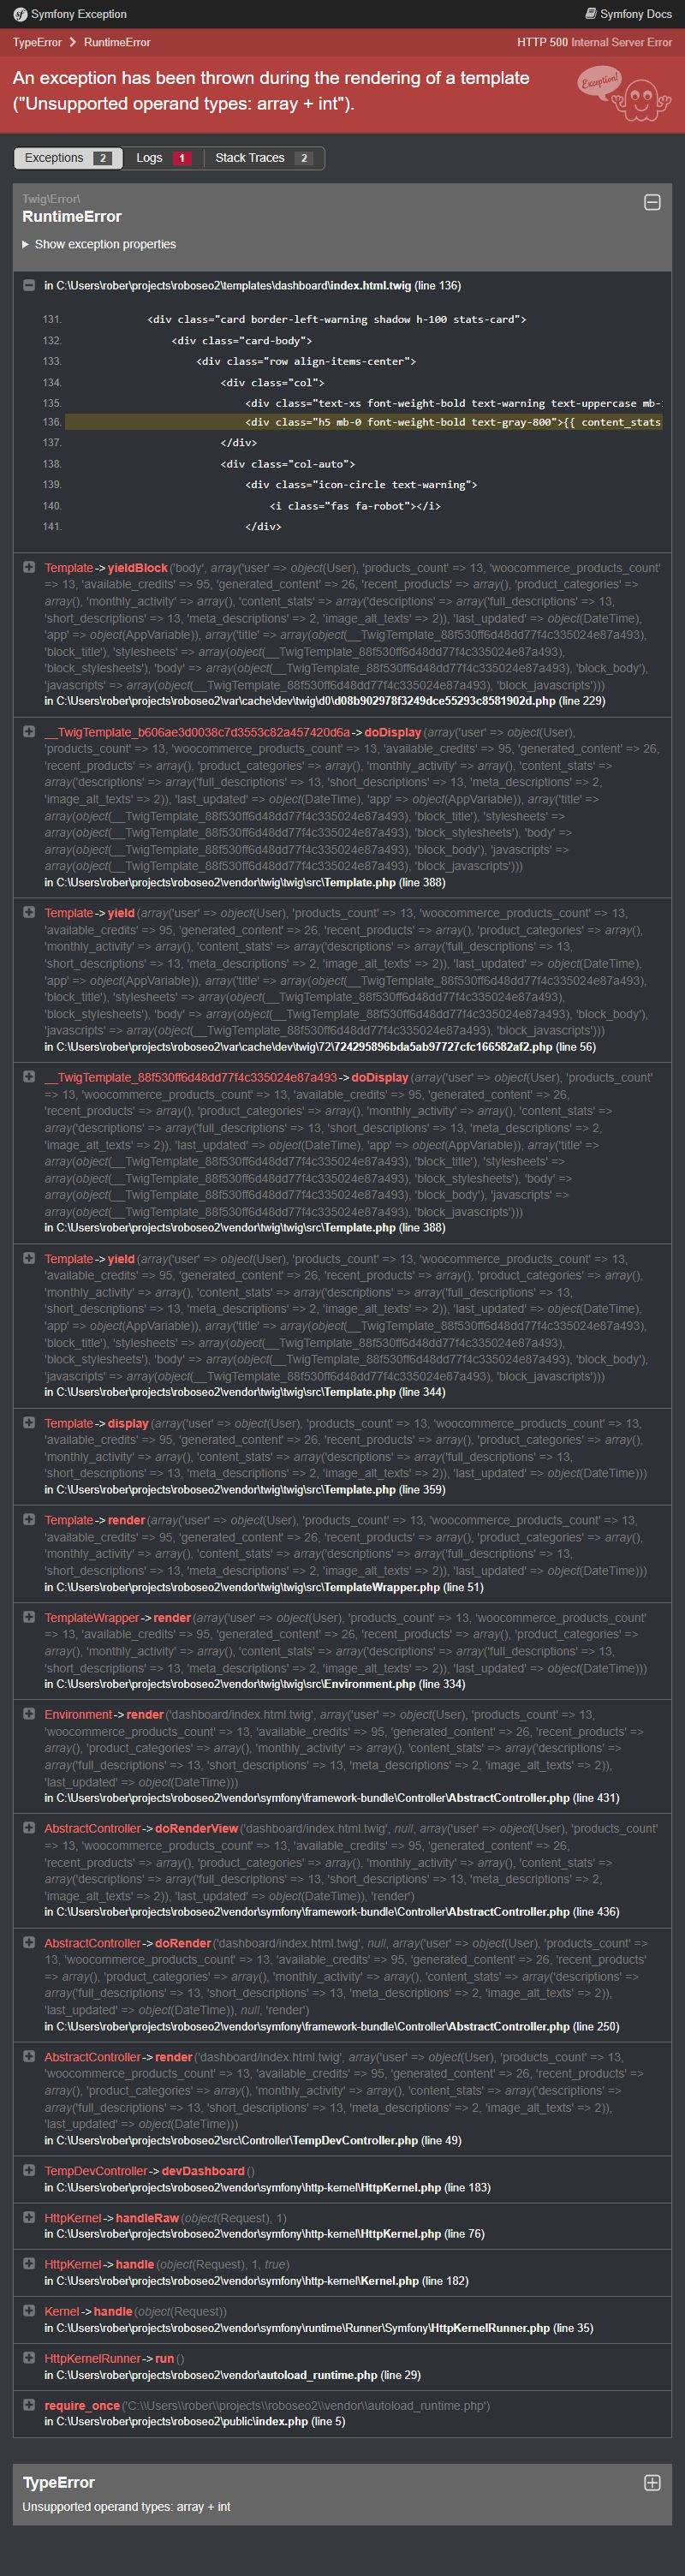 Symfony Exception
Symfony Docs
TypeError > RuntimeError
HTTP 500 Internal Server Error
An exception has been thrown during the rendering of a template
("Unsupported operand types: array + int").
Exception!
Exceptions 2
Logs 1
Stack Traces 2
Twig\Error\
RuntimeError
Show exception properties
in C:\Users\rober\projects\roboseo2\templates\dashboard\index.html.twig (line 136)
131. <div class="card border-left-warning shadow h-100 stats-card">
132. <div class="card-body">
133. <div class="row align-items-center">
134. <div class="col">
135. <div class="text-xs font-weight-bold text-warning text-uppercase mb-
136. <div class="h5 mb-0 font-weight-bold text-gray-800">{{ content_stats
137. </div>
138. <div class="col-auto">
139. <div class="icon-circle text-warning">
140. <i class="fas fa-robot"></i>
141. </div>
Template->yieldBlock('body', array('user' => object(User), 'products_count' => 13, 'woocommerce_products_count'
=> 13, 'available_credits' => 95, 'generated_content' => 26, 'recent_products' => array(), 'product_categories' =>
array(), 'monthly_activity' => array(), 'content_stats' => array('descriptions' => array('full_descriptions' => 13,
'short_descriptions' => 13, 'meta_descriptions' => 2, 'image_alt_texts' => 2)), 'last_updated' => object(DateTime),
'app' => object(AppVariable)), array('title' => array(object(__TwigTemplate_88f530ff6d48dd77f4c335024e87a493),
'block_title'), 'stylesheets' => array(object(__TwigTemplate_88f530ff6d48dd77f4c335024e87a493),
'block_stylesheets'), 'body' => array(object(__TwigTemplate_88f530ff6d48dd77f4c335024e87a493), 'block_body'),
'javascripts' => array(object(__TwigTemplate_88f530ff6d48dd77f4c335024e87a493), 'block_javascripts')))
in C:\Users\rober\projects\roboseo2\var\cache\dev\twig\d0\d08b902978f3249dce55293c8581902d.php (line 229)
__TwigTemplate_b606ae3d0038c7d3553c82a457420d6a->doDisplay(array('user' => object(User),
'products_count' => 13, 'woocommerce_products_count' => 13, 'available_credits' => 95, 'generated_content' => 26,
'recent_products' => array(), 'product_categories' => array(), 'monthly_activity' => array(), 'content_stats' =>
array('descriptions' => array('full_descriptions' => 13, 'short_descriptions' => 13, 'meta_descriptions' => 2,
'image_alt_texts' => 2)), 'last_updated' => object(DateTime), 'app' => object(AppVariable)), array('title' =>
array(object(__TwigTemplate_88f530ff6d48dd77f4c335024e87a493), 'block_title'), 'stylesheets' =>
array(object(__TwigTemplate_88f530ff6d48dd77f4c335024e87a493), 'block_stylesheets'), 'body' =>
array(object(__TwigTemplate_88f530ff6d48dd77f4c335024e87a493), 'block_body'), 'javascripts' =>
array(object(__TwigTemplate_88f530ff6d48dd77f4c335024e87a493), 'block_javascripts')))
in C:\Users\rober\projects\roboseo2\vendor\twig\twig\src\Template.php (line 388)
Template->yield(array('user' => object(User), 'products_count' => 13, 'woocommerce_products_count' => 13,
'available_credits' => 95, 'generated_content' => 26, 'recent_products' => array(), 'product_categories' => array(),
'monthly_activity' => array(), 'content_stats' => array('descriptions' => array('full_descriptions' => 13,
'short_descriptions' => 13, 'meta_descriptions' => 2, 'image_alt_texts' => 2)), 'last_updated' => object(DateTime),
'app' => object(AppVariable)), array('title' => array(object(__TwigTemplate_88f530ff6d48dd77f4c335024e87a493),
'block_title'), 'stylesheets' => array(object(__TwigTemplate_88f530ff6d48dd77f4c335024e87a493),
'block_stylesheets'), 'body' => array(object(__TwigTemplate_88f530ff6d48dd77f4c335024e87a493), 'block_body'),
'javascripts' => array(object(__TwigTemplate_88f530ff6d48dd77f4c335024e87a493), 'block_javascripts')))
in C:\Users\rober\projects\roboseo2\var\cache\dev\twig\72\724295896bda5ab97727cfc166582af2.php (line 56)
__TwigTemplate_88f530ff6d48dd77f4c335024e87a493->doDisplay(array('user' => object(User), 'products_count'
=> 13, 'woocommerce_products_count' => 13, 'available_credits' => 95, 'generated_content' => 26,
'recent_products' => array(), 'product_categories' => array(), 'monthly_activity' => array(), 'content_stats' =>
array('descriptions' => array('full_descriptions' => 13, 'short_descriptions' => 13, 'meta_descriptions' => 2,
'image_alt_texts' => 2)), 'last_updated' => object(DateTime), 'app' => object(AppVariable)), array('title' =>
array(object(__TwigTemplate_88f530ff6d48dd77f4c335024e87a493), 'block_title'), 'stylesheets' =>
array(object(__TwigTemplate_88f530ff6d48dd77f4c335024e87a493), 'block_stylesheets'), 'body' =>
array(object(__TwigTemplate_88f530ff6d48dd77f4c335024e87a493), 'block_body'), 'javascripts' =>
array(object(__TwigTemplate_88f530ff6d48dd77f4c335024e87a493), 'block_javascripts')))
in C:\Users\rober\projects\roboseo2\vendor\twig\twig\src\Template.php (line 388)
Template->yield(array('user' => object(User), 'products_count' => 13, 'woocommerce_products_count' => 13,
'available_credits' => 95, 'generated_content' => 26, 'recent_products' => array(), 'product_categories' => array(),
'monthly_activity' => array(), 'content_stats' => array('descriptions' => array('full_descriptions' => 13,
'short_descriptions' => 13, 'meta_descriptions' => 2, 'image_alt_texts' => 2)), 'last_updated' => object(DateTime),
'app' => object(AppVariable)), array('title' => array(object(__TwigTemplate_88f530ff6d48dd77f4c335024e87a493),
'block_title'), 'stylesheets' => array(object(__TwigTemplate_88f530ff6d48dd77f4c335024e87a493),
'block_stylesheets'), 'body' => array(object(__TwigTemplate_88f530ff6d48dd77f4c335024e87a493), 'block_body'),
'javascripts' => array(object(__TwigTemplate_88f530ff6d48dd77f4c335024e87a493), 'block_javascripts')))
in C:\Users\rober\projects\roboseo2\vendor\twig\twig\src\Template.php (line 344)
Template->display(array('user' => object(User), 'products_count' => 13, 'woocommerce_products_count' => 13,
'available_credits' => 95, 'generated_content' => 26, 'recent_products' => array(), 'product_categories' => array(),
'monthly_activity' => array(), 'content_stats' => array('descriptions' => array('full_descriptions' => 13,
'short_descriptions' => 13, 'meta_descriptions' => 2, 'image_alt_texts' => 2)), 'last_updated' => object(DateTime)))
in C:\Users\rober\projects\roboseo2\vendor\twig\twig\src\Template.php (line 359)
Template->render(array('user' => object(User), 'products_count' => 13, 'woocommerce_products_count' => 13,
'available_credits' => 95, 'generated_content' => 26, 'recent_products' => array(), 'product_categories' => array(),
'monthly_activity' => array(), 'content_stats' => array('descriptions' => array('full_descriptions' => 13,
'short_descriptions' => 13, 'meta_descriptions' => 2, 'image_alt_texts' => 2)), 'last_updated' => object(DateTime)))
in C:\Users\rober\projects\roboseo2\vendor\twig\twig\src\TemplateWrapper.php (line 51)
TemplateWrapper->render(array('user' => object(User), 'products_count' => 13, 'woocommerce_products_count'
=> 13, 'available_credits' => 95, 'generated_content' => 26, 'recent_products' => array(), 'product_categories' =>
array(), 'monthly_activity' => array(), 'content_stats' => array('descriptions' => array('full_descriptions' => 13,
'short_descriptions' => 13, 'meta_descriptions' => 2, 'image_alt_texts' => 2)), 'last_updated' => object(DateTime)))
in C:\Users\rober\projects\roboseo2\vendor\twig\twig\src\Environment.php (line 334)
Environment->render('dashboard/index.html.twig', array('user' => object(User), 'products_count' => 13,
'woocommerce_products_count' => 13, 'available_credits' => 95, 'generated_content' => 26, 'recent_products' =>
array(), 'product_categories' => array(), 'monthly_activity' => array(), 'content_stats' => array('descriptions' =>
array('full_descriptions' => 13, 'short_descriptions' => 13, 'meta_descriptions' => 2, 'image_alt_texts' => 2)),
'last_updated' => object(DateTime)))
in C:\Users\rober\projects\roboseo2\vendor\symfony\framework-bundle\Controller\AbstractController.php (line 431)
AbstractController->doRenderView('dashboard/index.html.twig', null, array('user' => object(User), 'products_count'
=> 13, 'woocommerce_products_count' => 13, 'available_credits' => 95, 'generated_content' => 26,
'recent_products' => array(), 'product_categories' => array(), 'monthly_activity' => array(), 'content_stats' =>
array('descriptions' => array('full_descriptions' => 13, 'short_descriptions' => 13, 'meta_descriptions' => 2,
'image_alt_texts' => 2)), 'last_updated' => object(DateTime)), 'render')
in C:\Users\rober\projects\roboseo2\vendor\symfony\framework-bundle\Controller\AbstractController.php (line 436)
AbstractController->doRender('dashboard/index.html.twig', null, array('user' => object(User), 'products_count' =>
13, 'woocommerce_products_count' => 13, 'available_credits' => 95, 'generated_content' => 26, 'recent_products'
=> array(), 'product_categories' => array(), 'monthly_activity' => array(), 'content_stats' => array('descriptions' =>
array('full_descriptions' => 13, 'short_descriptions' => 13, 'meta_descriptions' => 2, 'image_alt_texts' => 2)),
'last_updated' => object(DateTime)), null, 'render')
in C:\Users\rober\projects\roboseo2\vendor\symfony\framework-bundle\Controller\AbstractController.php (line 250)
AbstractController->render('dashboard/index.html.twig', array('user' => object(User), 'products_count' => 13,
'woocommerce_products_count' => 13, 'available_credits' => 95, 'generated_content' => 26, 'recent_products' =>
array(), 'product_categories' => array(), 'monthly_activity' => array(), 'content_stats' => array('descriptions' =>
array('full_descriptions' => 13, 'short_descriptions' => 13, 'meta_descriptions' => 2, 'image_alt_texts' => 2)),
'last_updated' => object(DateTime)))
in C:\Users\rober\projects\roboseo2\src\Controller\TempDevController.php (line 49)
TempDevController->devDashboard()
in C:\Users\rober\projects\roboseo2\vendor\symfony\http-kernel\HttpKernel.php (line 183)
HttpKernel->handleRaw(object(Request), 1)
in C:\Users\rober\projects\roboseo2\vendor\symfony\http-kernel\HttpKernel.php (line 76)
HttpKernel->handle(object(Request), 1, true)
in C:\Users\rober\projects\roboseo2\vendor\symfony\http-kernel\Kernel.php (line 182)
Kernel->handle(object(Request))
in C:\Users\rober\projects\roboseo2\vendor\symfony\runtime\Runner\Symfony\HttpKernelRunner.php (line 35)
HttpKernelRunner->run()
in C:\Users\rober\projects\roboseo2\vendor\autoload_runtime.php (line 29)
require_once('C:\\Users\\rober\\projects\\roboseo2\\vendor\\autoload_runtime.php')
in C:\Users\rober\projects\roboseo2\public\index.php (line 5)
TypeError
Unsupported operand types: array + int